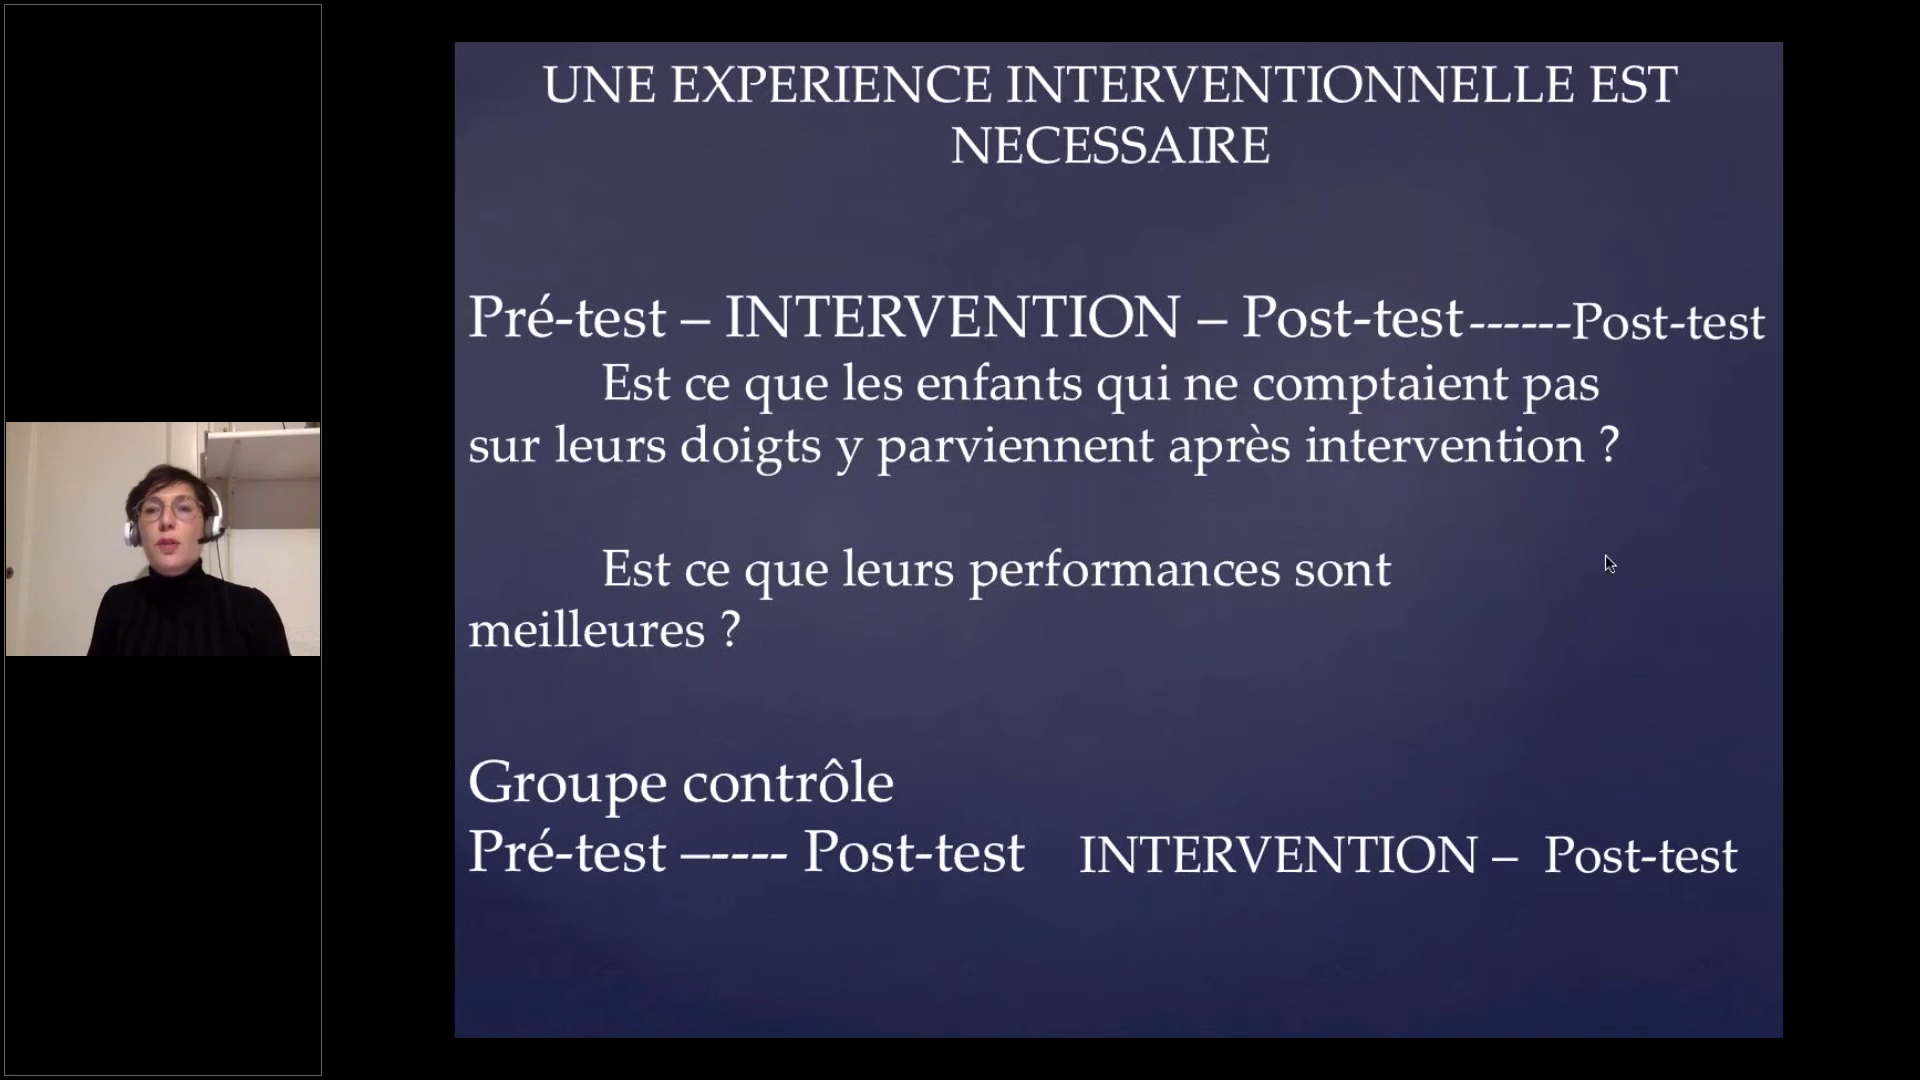 UNE EXPERIENCE INTERVENTIONNELLE EST
NECESSAIRE
Pré-test – INTERVENTION – Post-test------Post-test
Est ce que les enfants qui ne comptaient pas
sur leurs doigts y parviennent après intervention ?
Est ce que leurs performances sont
meilleures ?
Groupe contrôle
Pré-test –---- Post-test INTERVENTION – Post-test